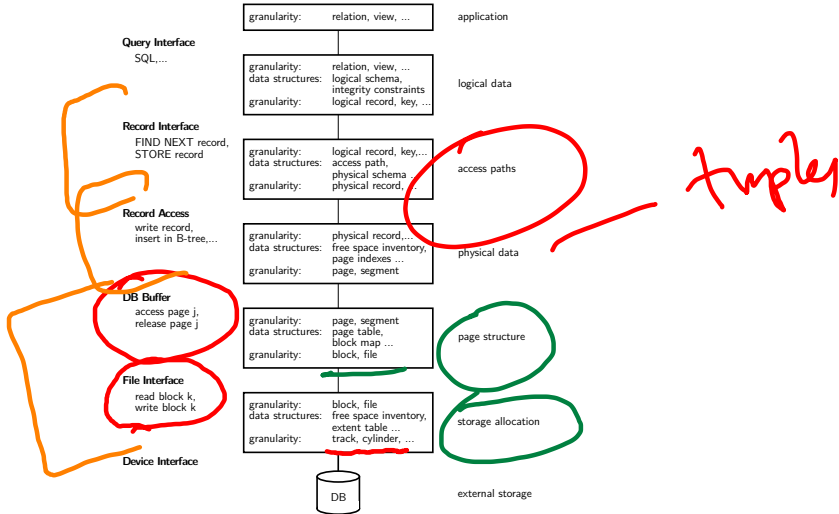 granularity: relation, view, ... application
Query Interface
SQL,...
granularity: relation, view, ...
data structures: logical schema,
integrity constraints
granularity: logical record, key, ...
logical data
Record Interface
FIND NEXT record,
STORE record
granularity: logical record, key,...
data structures: access path,
physical schema ...
granularity: physical record, ...
access paths
Record Access
write record,
insert in B-tree,...
granularity: physical record,...
data structures: free space inventory,
page indexes ...
granularity: page, segment
physical data
DB Buffer
access page j,
release page j
granularity: page, segment
data structures: page table,
block map ...
granularity: block, file
page structure
File Interface
read block k,
write block k
granularity: block, file
data structures: free space inventory,
extent table ...
granularity: track, cylinder, ...
storage allocation
Device Interface
DB
external storage